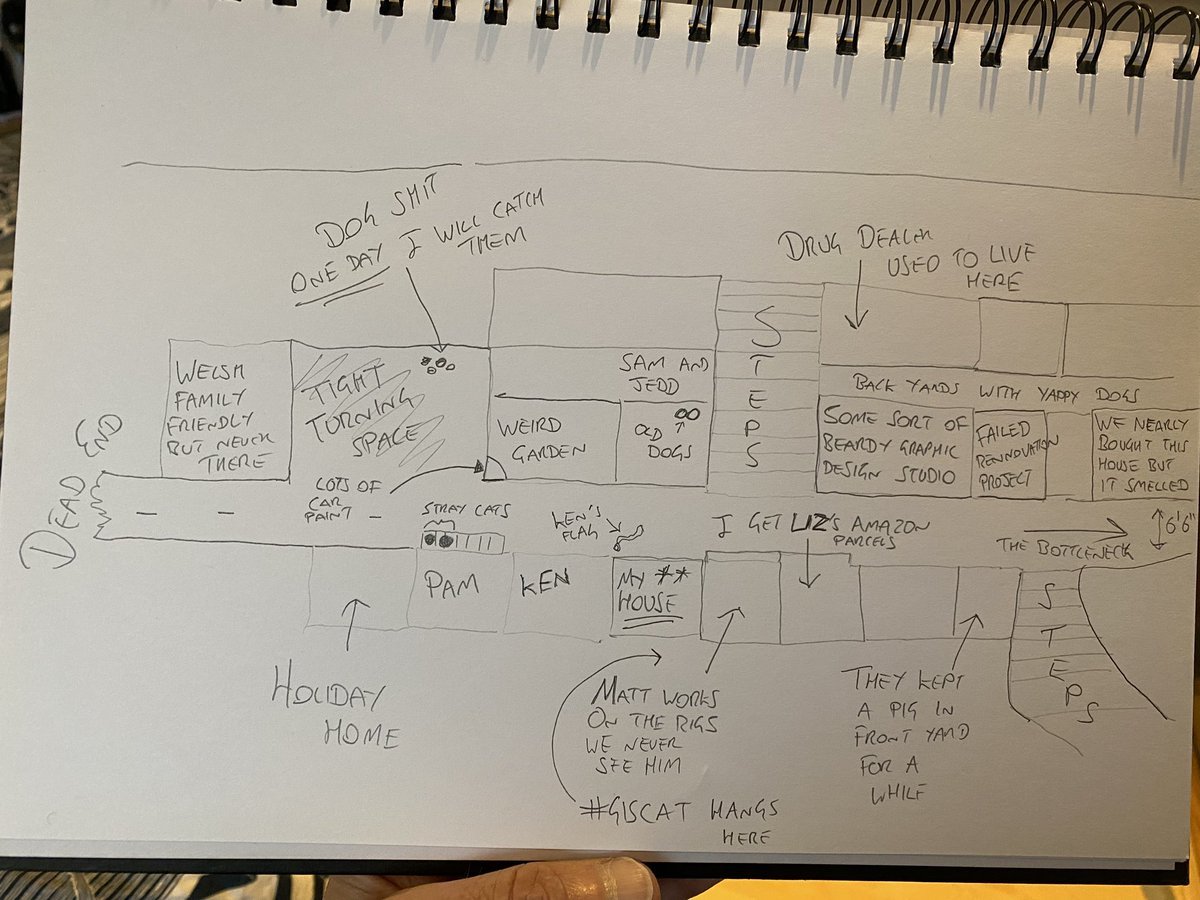 DOG SHIT
ONE DAY I WILL CATCH
THEM
DRUG DEALER
USED TO LIVE
HERE
WELSH
FAMILY
FRIENDLY
BUT NEVER
THERE
TIGHT
TURNING
SPACE
SAM AND
JEDD
OLD
DOGS
WEIRD
GARDEN
STEPS
BACK YARDS WITH YAPPY DOGS
SOME SORT OF
BEARDY GRAPHIC
DESIGN STUDIO
FAILED
RENNOVATION
PROJECT
WE NEARLY
BOUGHT THIS
HOUSE BUT
IT SMELLED
DEAD END
LOTS OF
CAR
PAINT
STRAY CATS
KEN'S
FLAG
I GET LIZ'S AMAZON
PARCELS
THE BOTTLENECK
6'6"
PAM
KEN
MY **
HOUSE
STEPS
HOLIDAY
HOME
MATT WORKS
ON THE RIGS
WE NEVER
SEE HIM
THEY KEPT
A PIG IN
FRONT YARD
FOR A
WHILE
#GISCAT HANGS
HERE